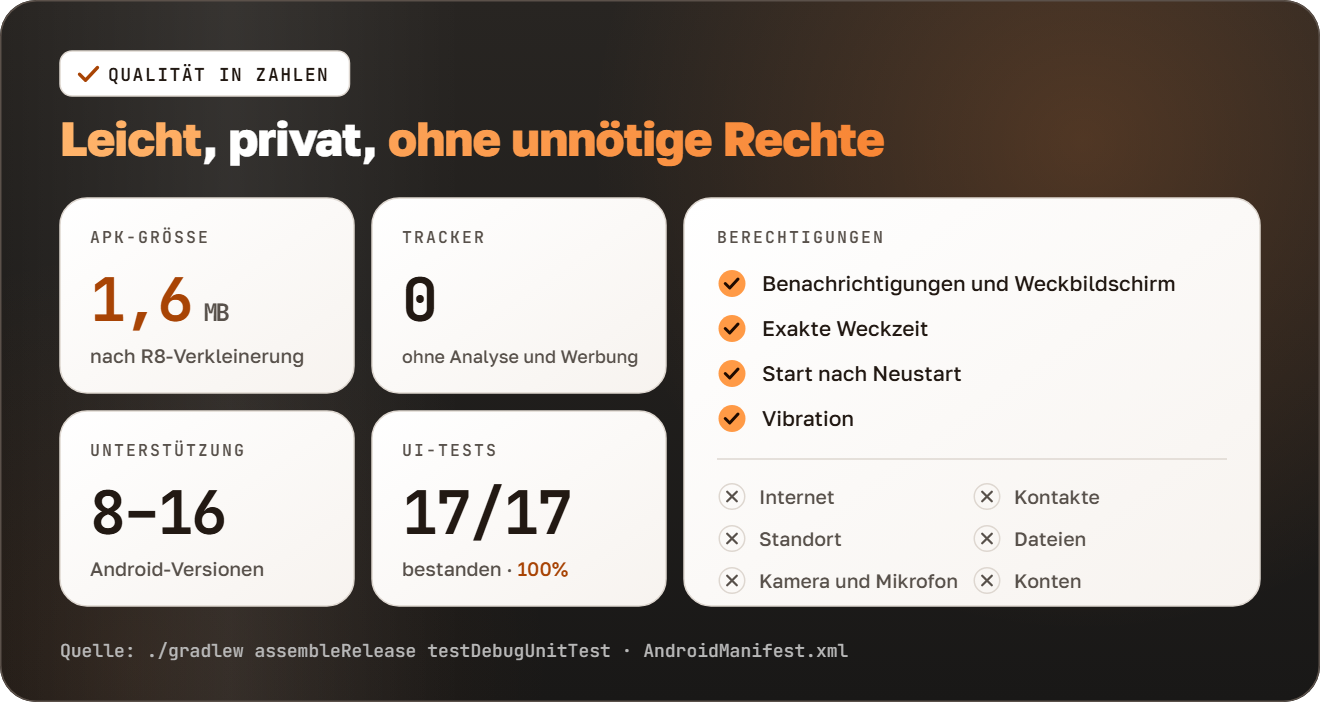 QUALITÄT IN ZAHLEN
Leicht, privat, ohne unnötige Rechte
APK-GRÖSSE
1,6 MB
nach R8-Verkleinerung
TRACKER
0
ohne Analyse und Werbung
UNTERSTÜTZUNG
8–16
Android-Versionen
UI-TESTS
17/17
bestanden · 100%
BERECHTIGUNGEN
Benachrichtigungen und Weckbildschirm
Exakte Weckzeit
Start nach Neustart
Vibration
Internet
Kontakte
Standort
Dateien
Kamera und Mikrofon
Konten
Quelle: ./gradlew assembleRelease testDebugUnitTest · AndroidManifest.xml